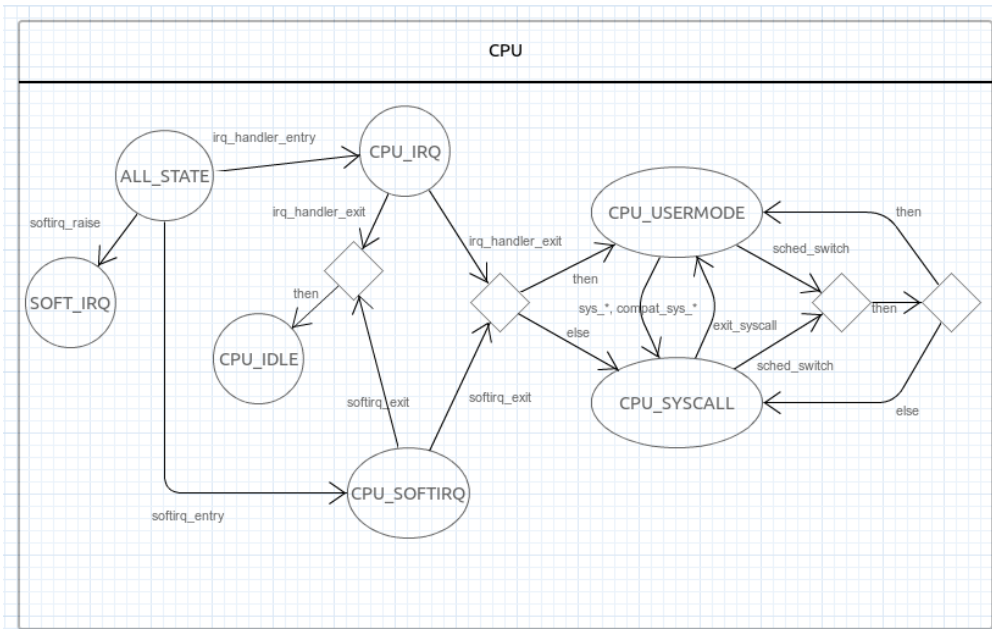 CPU
irq_handler_entry
CPU_IRQ
ALL_STATE
softirq_raise
irq_handler_exit
CPU_USERMODE
then
irq_handler_exit
sched_switch
SOFT_IRQ
then
then
sys_*, compat_sys_*
then
else
exit_syscall
CPU_IDLE
sched_switch
softirq_exit
softirq_exit
CPU_SYSCALL
else
CPU_SOFTIRQ
softirq_entry